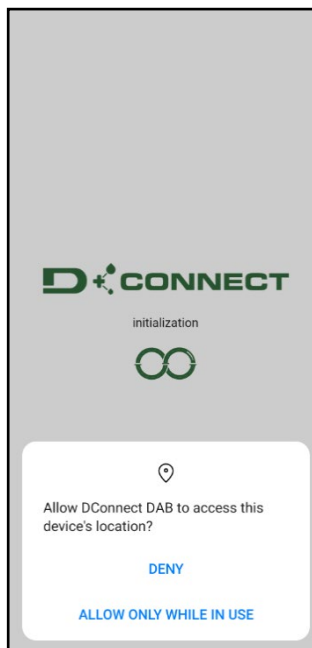 D CONNECT
initialization
Allow DConnect DAB to access this
device's location?
DENY
ALLOW ONLY WHILE IN USE